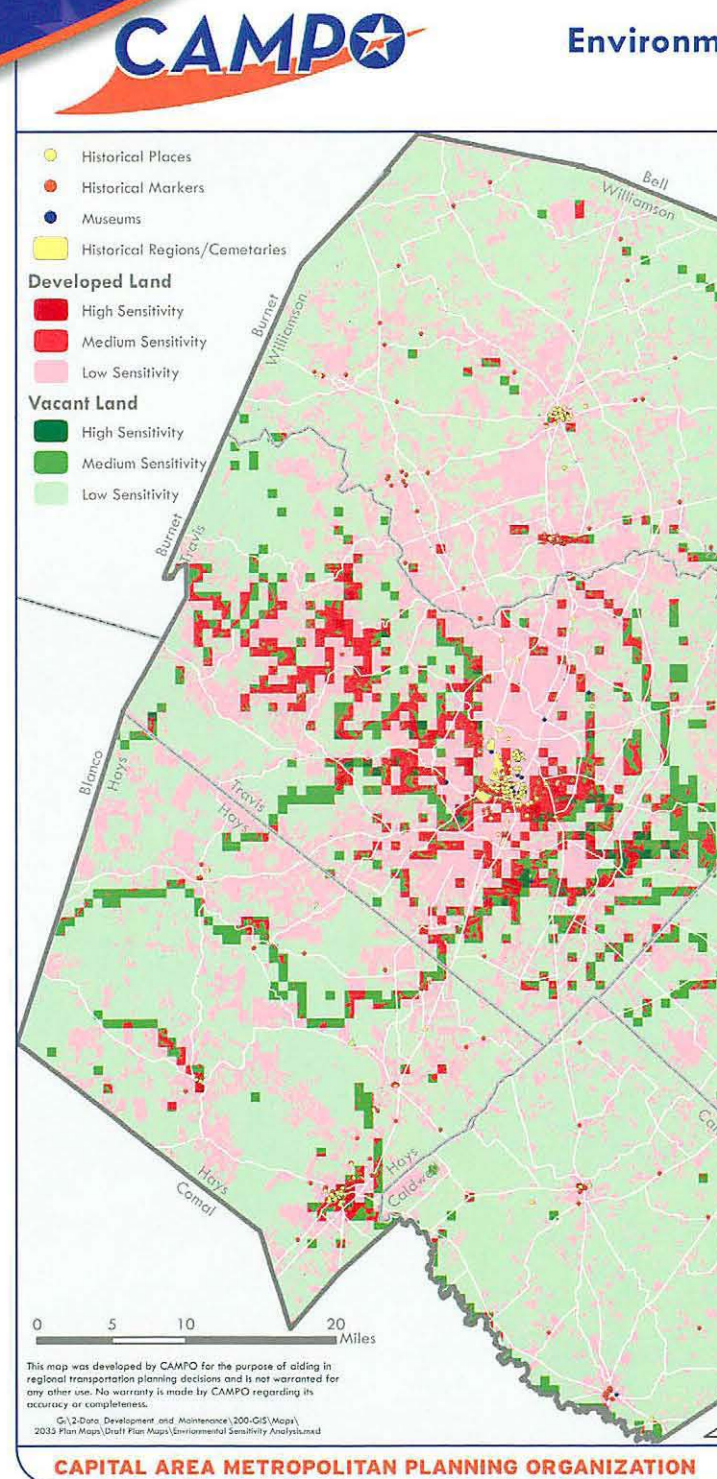 CAMPO
Environm
Historical Places
Historical Markers
Museums
Historical Regions/Cemetaries
Developed Land
High Sensitivity
Medium Sensitivity
Low Sensitivity
Vacant Land
High Sensitivity
Medium Sensitivity
Low Sensitivity
Bell
Williamson
Burnet
Williamson
Burnet
Travis
Blanco
Hays
Travis
Hays
Hays
Comal
Hays
Caldwell
Ca
0 5 10 20
Miles
This map was developed by CAMPO for the purpose of aiding in
regional transportation planning decisions and is not warranted for
any other use. No warranty is made by CAMPO regarding its
accuracy or completeness.
G:\2-Data_Development_and_Maintenance\200-GIS\Maps\
2035 Plan Maps\Draft Plan Maps\Enviornmental Sensitivity Analysis.mxd
CAPITAL AREA METROPOLITAN PLANNING ORGANIZATION